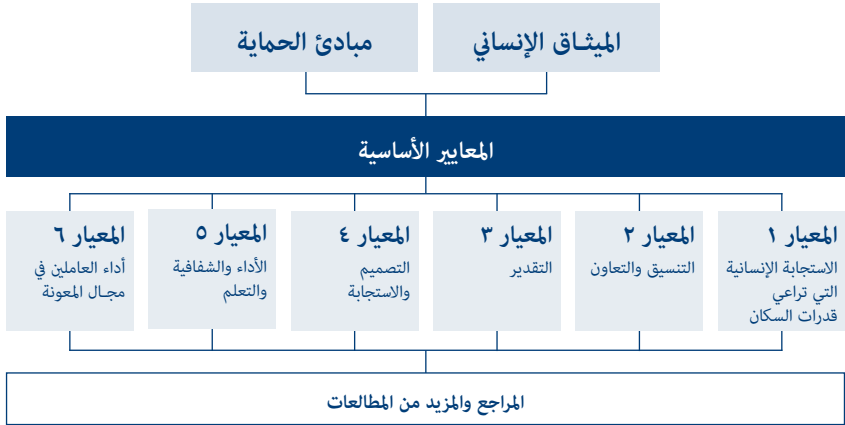 الميثـاق الإنساني
مبادئ الحماية
المعايير الأساسية
المعيار ١
الاستجابة الإنسانية
التي تراعي
قدرات السكان
المعيار ٢
التنسيق والتعاون
المعيار ٣
التقدير
المعيار ٤
التصميم
والاستجابة
المعيار ٥
الأداء والشفافية
والتعلم
المعيار ٦
أداء العاملين في
مجـال المعونة
المراجع والمزيد من المطالعات